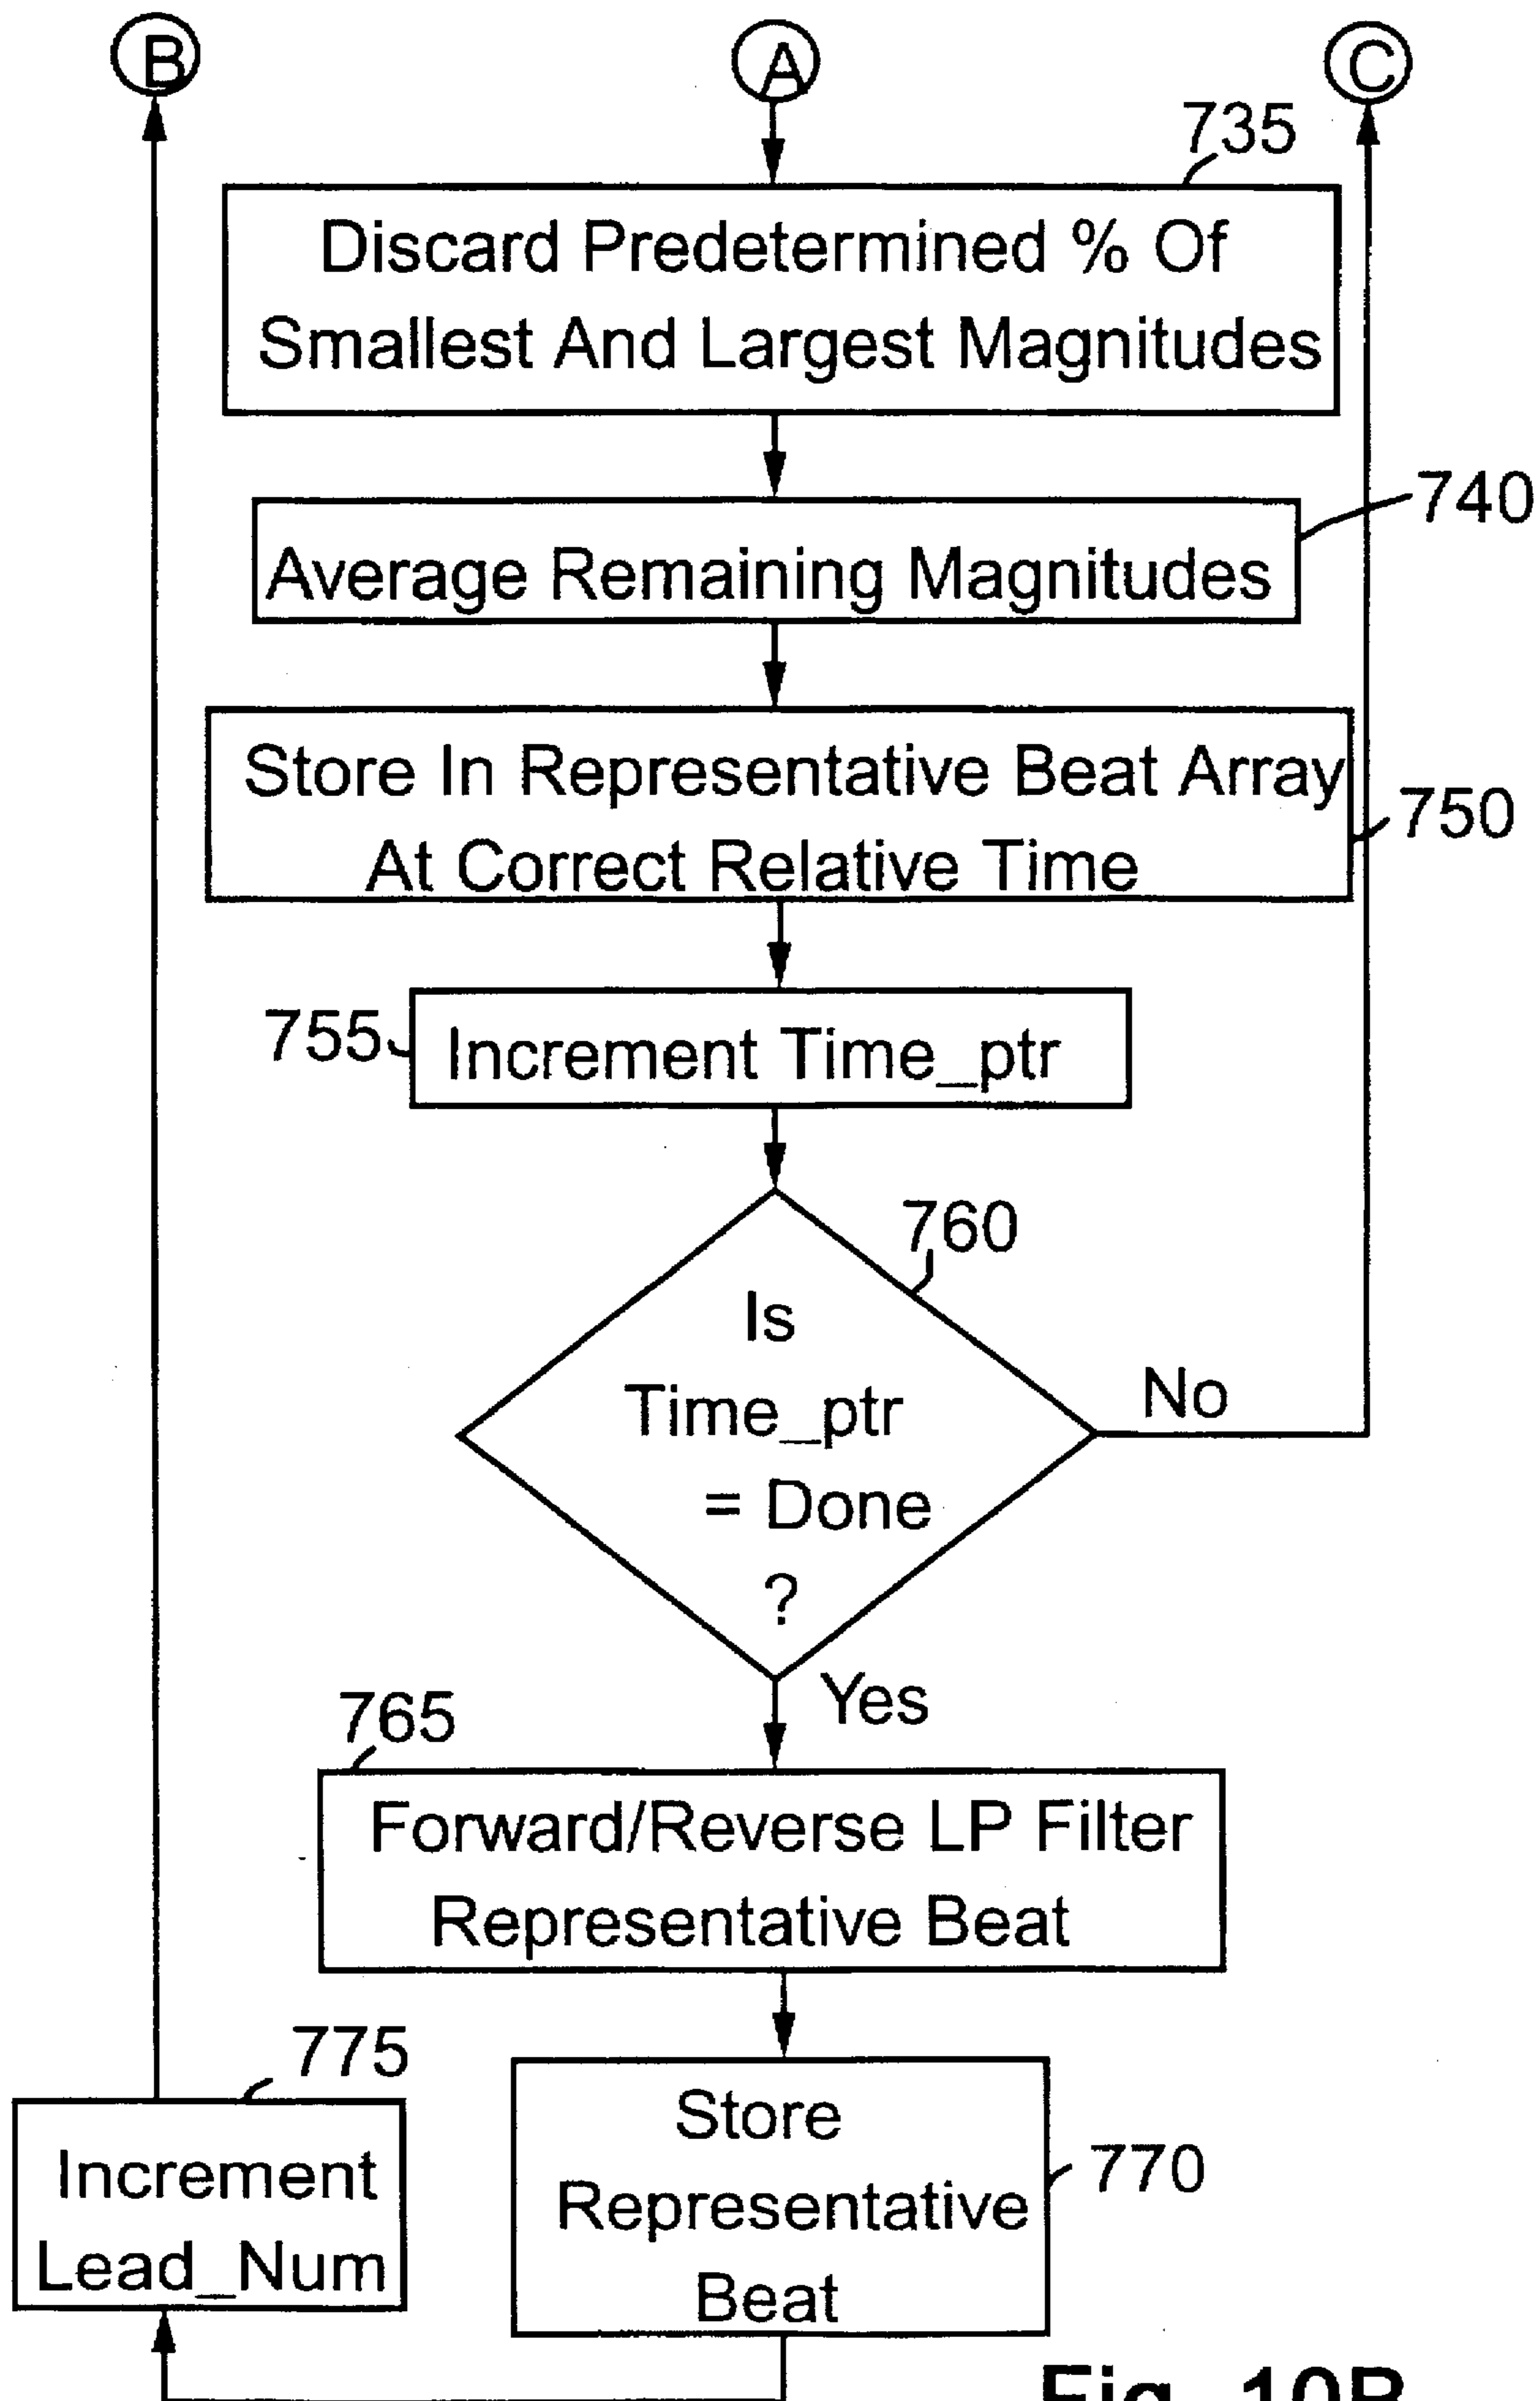 B
A
C
735
Discard Predetermined % Of
Smallest And Largest Magnitudes
740
Average Remaining Magnitudes
Store In Representative Beat Array
At Correct Relative Time
750
755
Increment Time_ptr
760
Is
Time_ptr
= Done
?
No
Yes
765
Forward/Reverse LP Filter
Representative Beat
775
Increment
Lead_Num
Store
Representative
Beat
770
Fig. 10B